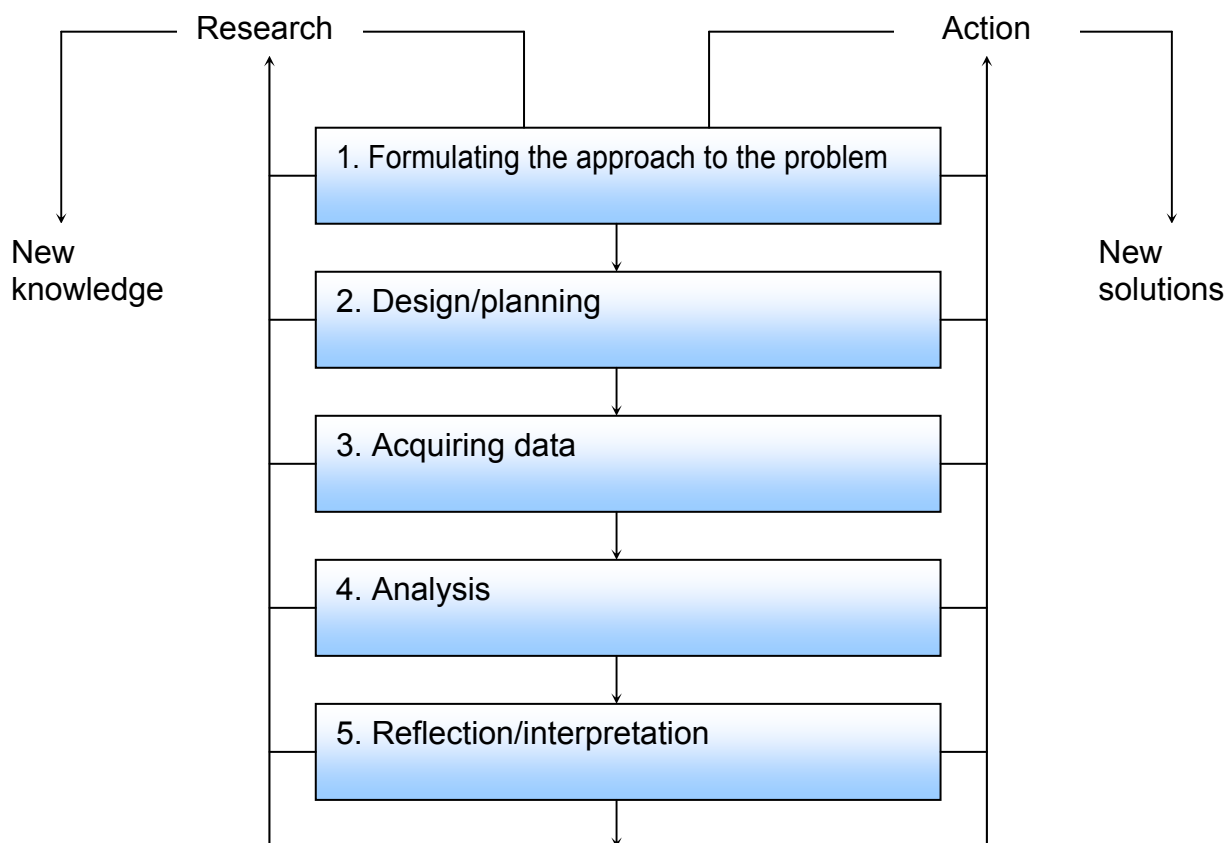 Research
Action
1. Formulating the approach to the problem
New
knowledge
New
solutions
2. Design/planning
3. Acquiring data
4. Analysis
5. Reflection/interpretation